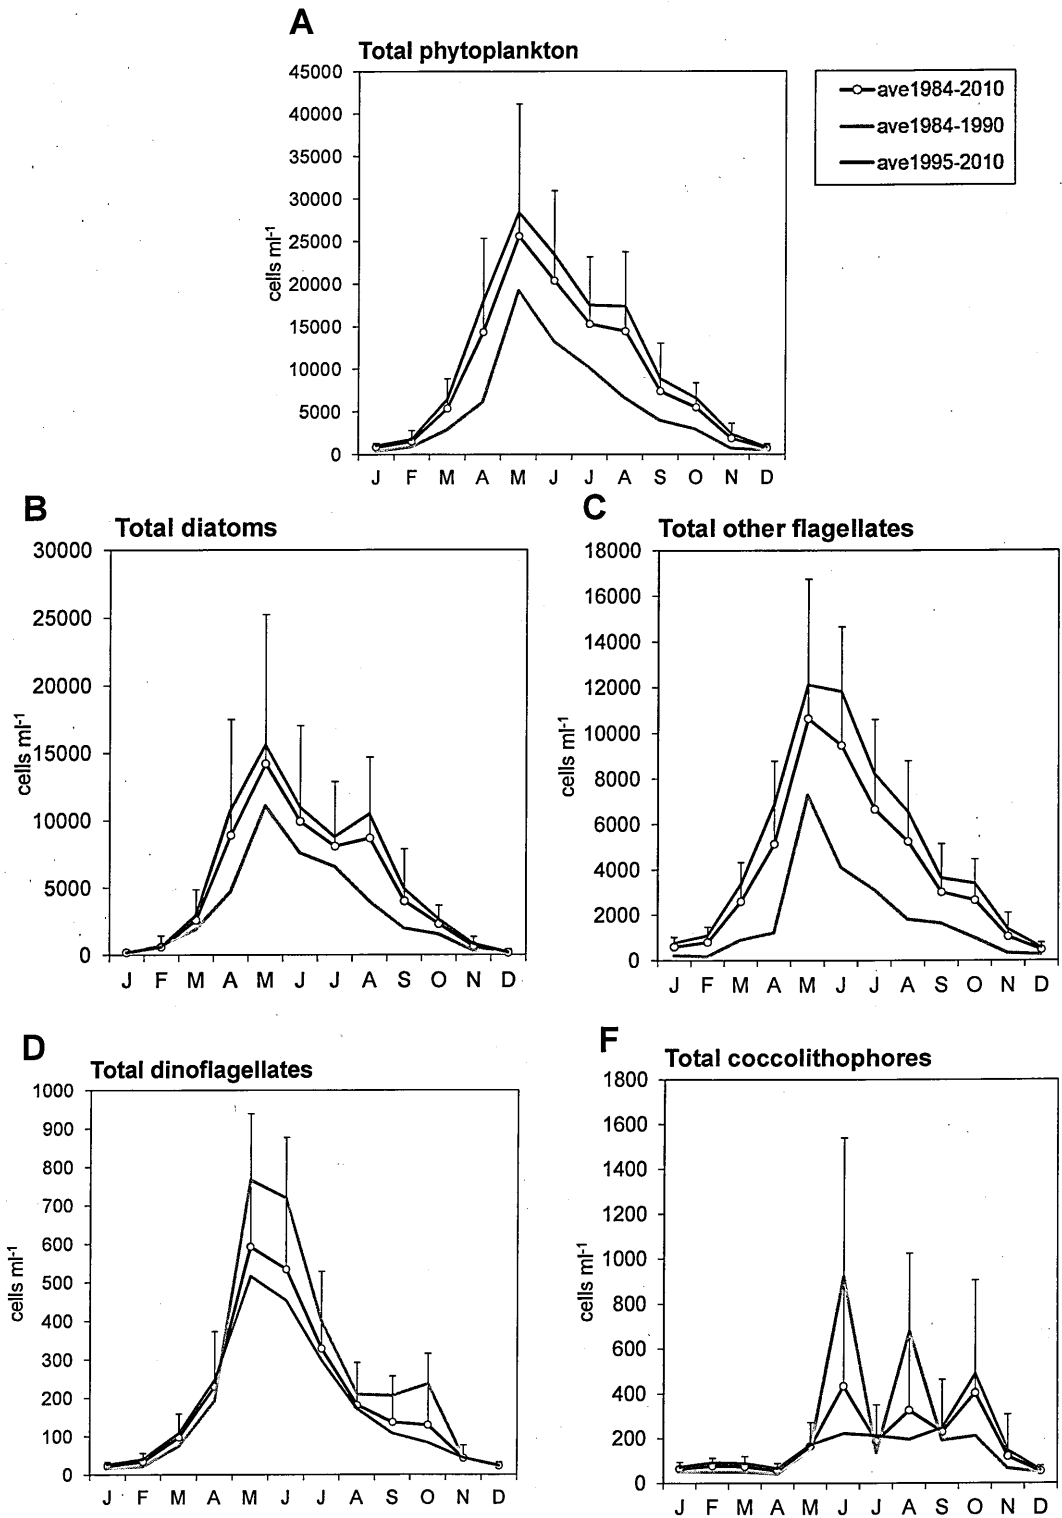 A
Total phytoplankton
45000
40000
35000
30000
25000
20000
15000
10000
5000
0
cells ml-1
J F M A M J J A S O N D
ave1984-2010
ave1984-1990
ave1995-2010
B
Total diatoms
30000
25000
20000
15000
10000
5000
0
cells ml-1
J F M A M J J A S O N D
C
Total other flagellates
18000
16000
14000
12000
10000
8000
6000
4000
2000
0
cells ml-1
J F M A M J J A S O N D
D
Total dinoflagellates
1000
900
800
700
600
500
400
300
200
100
0
cells ml-1
J F M A M J J A S O N D
F
Total coccolithophores
1800
1600
1400
1200
1000
800
600
400
200
0
cells ml-1
J F M A M J J A S O N D